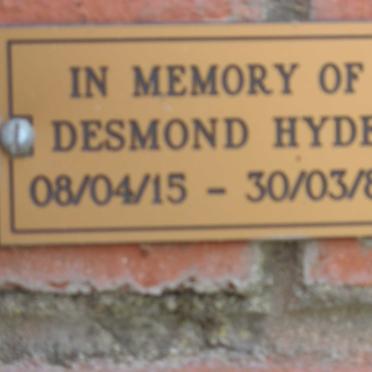 IN MEMORY OF
DESMOND HYDE
08/04/15 – 30/03/8